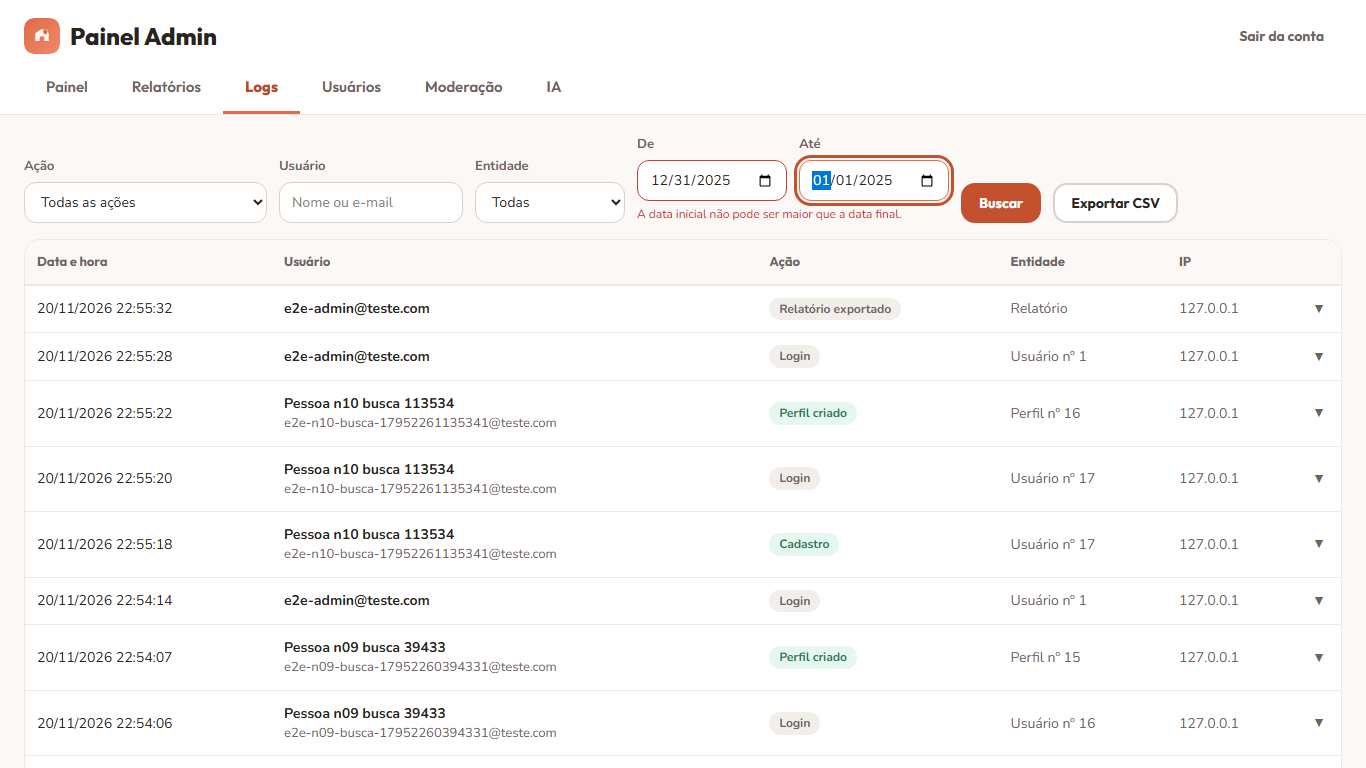 Painel Admin
Sair da conta
Painel Relatórios Logs Usuários Moderação IA
Ação Usuário Entidade De Até
Todas as ações Nome ou e-mail Todas 12/31/2025 01/01/2025 Buscar Exportar CSV
A data inicial não pode ser maior que a data final.
Data e hora Usuário Ação Entidade IP
20/11/2026 22:55:32 e2e-admin@teste.com Relatório exportado Relatório 127.0.0.1
20/11/2026 22:55:28 e2e-admin@teste.com Login Usuário nº 1 127.0.0.1
20/11/2026 22:55:22 Pessoa n10 busca 113534 Perfil criado Perfil nº 16 127.0.0.1
e2e-n10-busca-17952261135341@teste.com
20/11/2026 22:55:20 Pessoa n10 busca 113534 Login Usuário nº 17 127.0.0.1
e2e-n10-busca-17952261135341@teste.com
20/11/2026 22:55:18 Pessoa n10 busca 113534 Cadastro Usuário nº 17 127.0.0.1
e2e-n10-busca-17952261135341@teste.com
20/11/2026 22:54:14 e2e-admin@teste.com Login Usuário nº 1 127.0.0.1
20/11/2026 22:54:07 Pessoa n09 busca 39433 Perfil criado Perfil nº 15 127.0.0.1
e2e-n09-busca-17952260394331@teste.com
20/11/2026 22:54:06 Pessoa n09 busca 39433 Login Usuário nº 16 127.0.0.1
e2e-n09-busca-17952260394331@teste.com